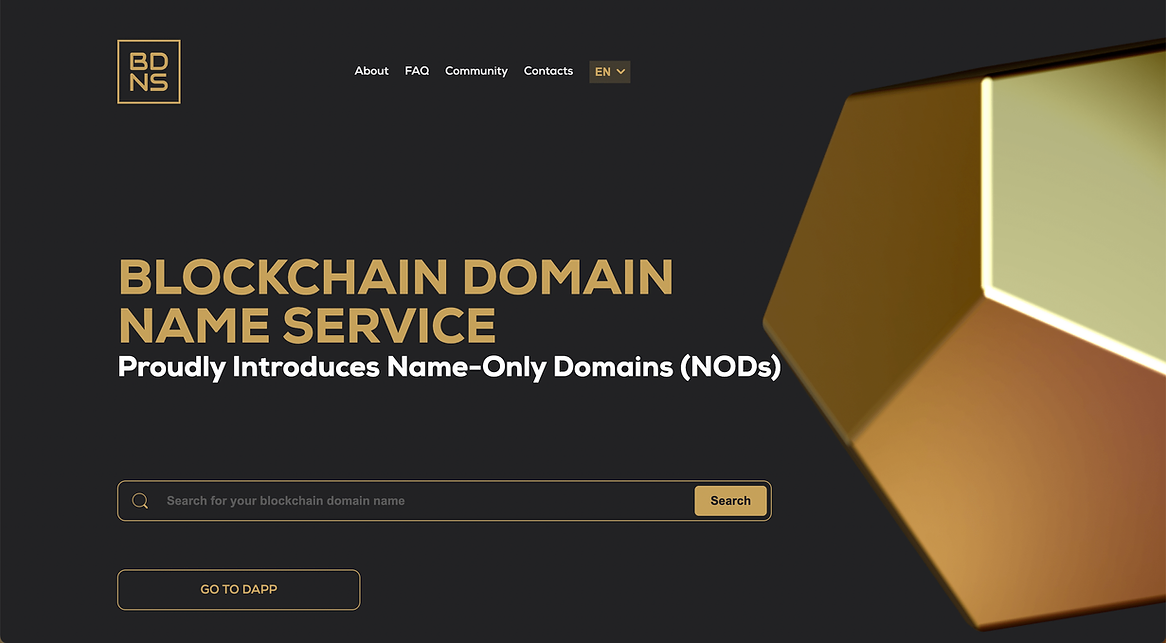 BD
NS
About FAQ Community Contacts EN
BLOCKCHAIN DOMAIN
NAME SERVICE
Proudly Introduces Name-Only Domains (NODs)
Search for your blockchain domain name Search
GO TO DAPP